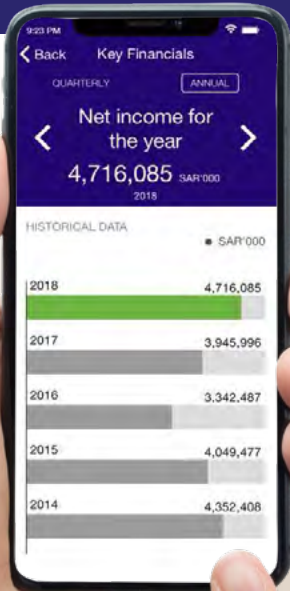 9:23 PM
Back Key Financials
QUARTERLY ANNUAL
Net income for
the year
4,716,085 SAR'000
2018
HISTORICAL DATA
SAR'000
2018 4,716,085
2017 3,945,996
2016 3,342,487
2015 4,049,477
2014 4,352,408